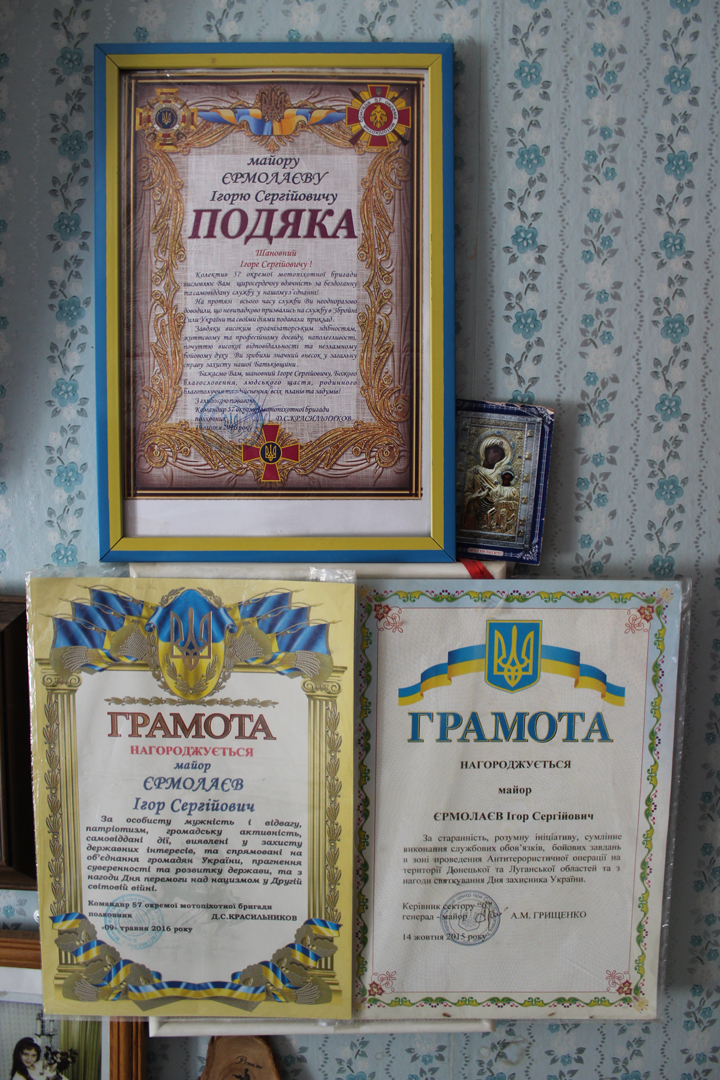 майору
ЄРМОЛАЄВУ
Ігорю Сергійовичу
ПОДЯКА
Шановний
Ігоре Сергійовичу !
Колектив 57 окремої мотопіхотної бригади
висловлює Вам щиросердечну вдячність за бездоганну
та самовіддану службу у нашому з'єднанні!
На протязі всього часу служби Ви неодноразово
доводили, що невипадково призвались на службу в Збройні
Сили України та своїми діями подавали приклад.
Завдяки високим організаторським здібностям,
життєвому та професійному досвіду, наполегливості,
почуттю високої відповідальності та незламному
бойовому духу Ви зробили значний внесок у загальну
справу захисту нашої Батьківщини.
Бажаємо Вам, шановний Ігоре Сергійовичу, Божого
Благословення, людського щастя, родинного
благополуччя та здійснення всіх планів та задумів!
З щирою повагою,
Командир 57 окремої мотопіхотної бригади
полковник Д.С.КРАСИЛЬНИКОВ
2016 року
ГРАМОТА
НАГОРОДЖУЄТЬСЯ
майор
ЄРМОЛАЄВ
Ігор Сергійович
За особисту мужність і відвагу,
патріотизм, громадську активність,
самовіддані дії, виявлені у захисту
державних інтересів, та спрямовані на
об'єднання громадян України, прагнення
суверенності та розвитку держави, та з
нагоди Дня перемоги над нацизмом у Другій
світовій війні.
Командир 57 окремої мотопіхотної бригади
полковник Д.С.КРАСИЛЬНИКОВ
«09» травня 2016 року
ГРАМОТА
НАГОРОДЖУЄТЬСЯ
майор
ЄРМОЛАЄВ Ігор Сергійович
За старанність, розумну ініціативу, сумлінне
виконання службових обов'язків, бойових завдань
в зоні проведення Антитерористичної операції на
території Донецької та Луганської областей та з
нагоди святкування Дня захисника України.
Керівник сектору
генерал - майор А.М. ГРИЩЕНКО
14 жовтня 2015 року